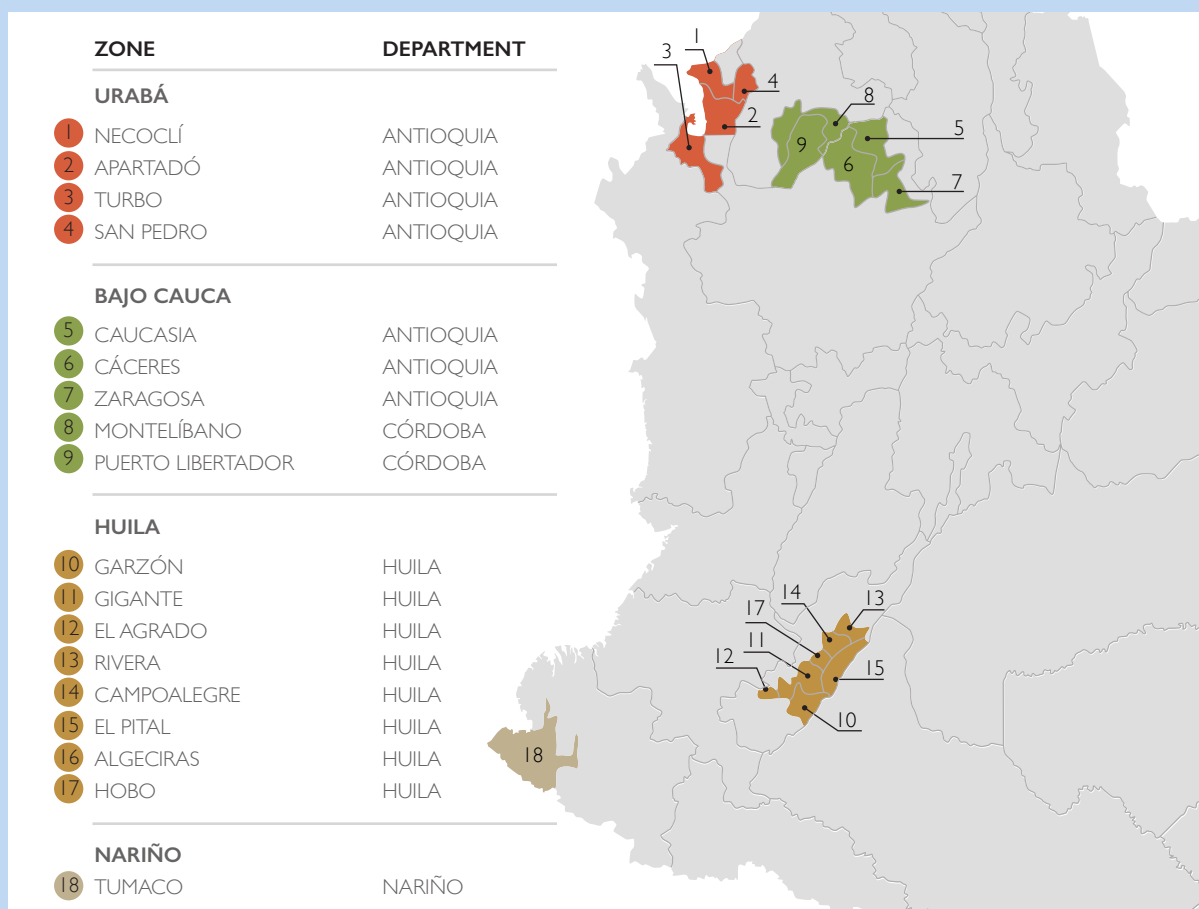 ZONE DEPARTMENT
URABÁ
1 NECOCLÍ ANTIOQUIA
2 APARTADÓ ANTIOQUIA
3 TURBO ANTIOQUIA
4 SAN PEDRO ANTIOQUIA
BAJO CAUCA
5 CAUCASIA ANTIOQUIA
6 CÁCERES ANTIOQUIA
7 ZARAGOSA ANTIOQUIA
8 MONTELÍBANO CÓRDOBA
9 PUERTO LIBERTADOR CÓRDOBA
HUILA
10 GARZÓN HUILA
11 GIGANTE HUILA
12 EL AGRADO HUILA
13 RIVERA HUILA
14 CAMPOALEGRE HUILA
15 EL PITAL HUILA
16 ALGECIRAS HUILA
17 HOBO HUILA
NARIÑO
18 TUMACO NARIÑO
1
3
4
2
8
5
9
6
7
14
13
17
11
12
15
10
18